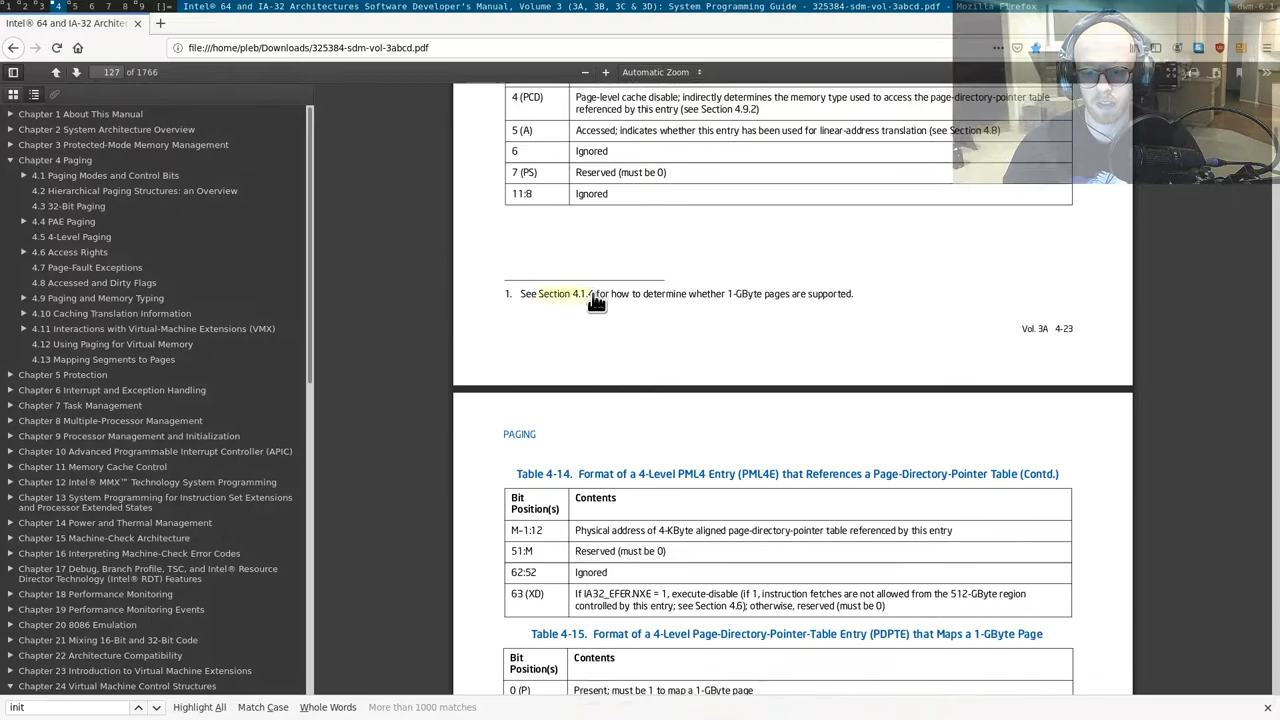 1 2 3 4 5 6 7 8 9 []= Intel® 64 and IA-32 Architectures Software Developer's Manual, Volume 3 (3A, 3B, 3C & 3D): System Programming Guide - 325384-sdm-vol-3abcd.pdf - Mozilla Firefox dwm-6.1
Intel® 64 and IA-32 Architec
file:///home/pleb/Downloads/325384-sdm-vol-3abcd.pdf
127 of 1766
Automatic Zoom
Chapter 1 About This Manual
Chapter 2 System Architecture Overview
Chapter 3 Protected-Mode Memory Management
Chapter 4 Paging
4.1 Paging Modes and Control Bits
4.2 Hierarchical Paging Structures: an Overview
4.3 32-Bit Paging
4.4 PAE Paging
4.5 4-Level Paging
4.6 Access Rights
4.7 Page-Fault Exceptions
4.8 Accessed and Dirty Flags
4.9 Paging and Memory Typing
4.10 Caching Translation Information
4.11 Interactions with Virtual-Machine Extensions (VMX)
4.12 Using Paging for Virtual Memory
4.13 Mapping Segments to Pages
Chapter 5 Protection
Chapter 6 Interrupt and Exception Handling
Chapter 7 Task Management
Chapter 8 Multiple-Processor Management
Chapter 9 Processor Management and Initialization
Chapter 10 Advanced Programmable Interrupt Controller (APIC)
Chapter 11 Memory Cache Control
Chapter 12 Intel® MMX™ Technology System Programming
Chapter 13 System Programming for Instruction Set Extensions
and Processor Extended States
Chapter 14 Power and Thermal Management
Chapter 15 Machine-Check Architecture
Chapter 16 Interpreting Machine-Check Error Codes
Chapter 17 Debug, Branch Profile, TSC, and Intel® Resource
Director Technology (Intel® RDT) Features
Chapter 18 Performance Monitoring
Chapter 19 Performance Monitoring Events
Chapter 20 8086 Emulation
Chapter 21 Mixing 16-Bit and 32-Bit Code
Chapter 22 Architecture Compatibility
Chapter 23 Introduction to Virtual Machine Extensions
Chapter 24 Virtual Machine Control Structures
4 (PCD) Page-level cache disable; indirectly determines the memory type used to access the page-directory-pointer table
referenced by this entry (see Section 4.9.2)
5 (A) Accessed; indicates whether this entry has been used for linear-address translation (see Section 4.8)
6 Ignored
7 (PS) Reserved (must be 0)
11:8 Ignored
1. See Section 4.1. for how to determine whether 1-GByte pages are supported.
Vol. 3A 4-23
PAGING
Table 4-14. Format of a 4-Level PML4 Entry (PML4E) that References a Page-Directory-Pointer Table (Contd.)
Bit Contents
Position(s)
M–1:12 Physical address of 4-KByte aligned page-directory-pointer table referenced by this entry
51:M Reserved (must be 0)
62:52 Ignored
63 (XD) If IA32_EFER.NXE = 1, execute-disable (if 1, instruction fetches are not allowed from the 512-GByte region
controlled by this entry; see Section 4.6); otherwise, reserved (must be 0)
Table 4-15. Format of a 4-Level Page-Directory-Pointer-Table Entry (PDPTE) that Maps a 1-GByte Page
Bit Contents
Position(s)
0 (P) Present; must be 1 to map a 1-GByte page
init Highlight All Match Case Whole Words More than 1000 matches